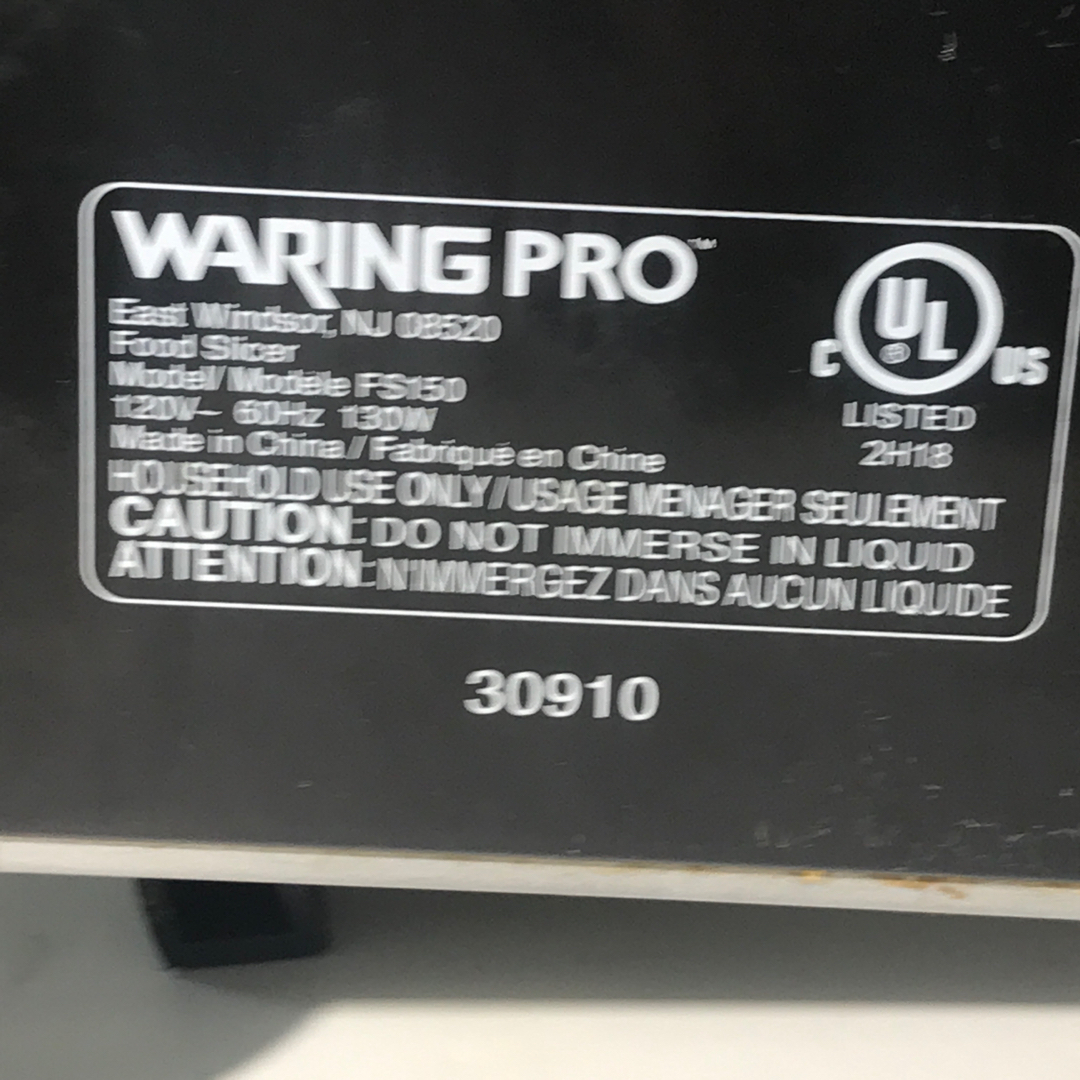 WARING PRO™
East Windsor, NJ 08520
Food Slicer
Model/Modèle FS150
120V~ 60Hz 130W
Made in China/Fabriqué en Chine
HOUSEHOLD USE ONLY/USAGE MENAGER SEULEMENT
CAUTION: DO NOT IMMERSE IN LIQUID
ATTENTION: N'IMMERGEZ DANS AUCUN LIQUIDE
UL®
C US
LISTED
2H18
30910